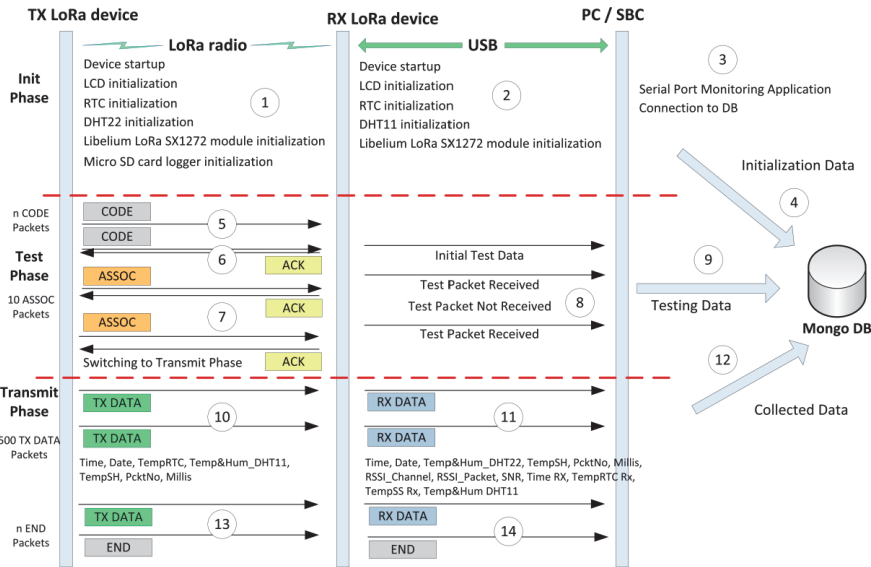 TX LoRa device
RX LoRa device
PC / SBC
LoRa radio
USB
Init
Phase
Device startup
LCD initialization
RTC initialization
DHT22 initialization
Libelium LoRa SX1272 module initialization
Micro SD card logger initialization
1
Device startup
LCD initialization
RTC initialization
DHT11 initialization
Libelium LoRa SX1272 module initialization
2
3
Serial Port Monitoring Application
Connection to DB
Initialization Data
4
n CODE
Packets
CODE
5
CODE
Test
Phase
6
ACK
ASSOC
10 ASSOC
Packets
ACK
7
ASSOC
Switching to Transmit Phase
ACK
Initial Test Data
Test Packet Received
Test Packet Not Received
8
Test Packet Received
9
Testing Data
Mongo DB
12
Collected Data
Transmit
Phase
TX DATA
10
500 TX DATA
Packets
TX DATA
Time, Date, TempRTC, Temp&Hum_DHT11,
TempSH, PcktNo, Millis
RX DATA
11
RX DATA
Time, Date, Temp&Hum_DHT22, TempSH, PckTNo, Millis,
RSSI_Channel, RSSI_Packet, SNR, Time RX, TempRTC Rx,
TempSS Rx, Temp&Hum DHT11
TX DATA
13
n END
Packets
END
RX DATA
14
END